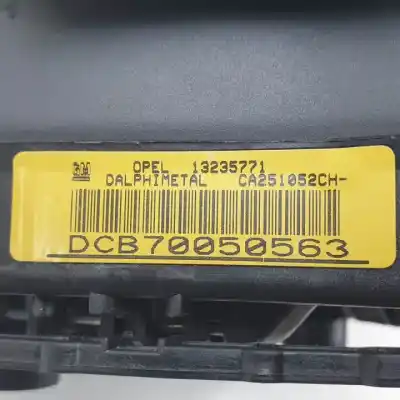 GM OPEL 13235771
DALPHIMETAL CA251052CH-
DCB70050563